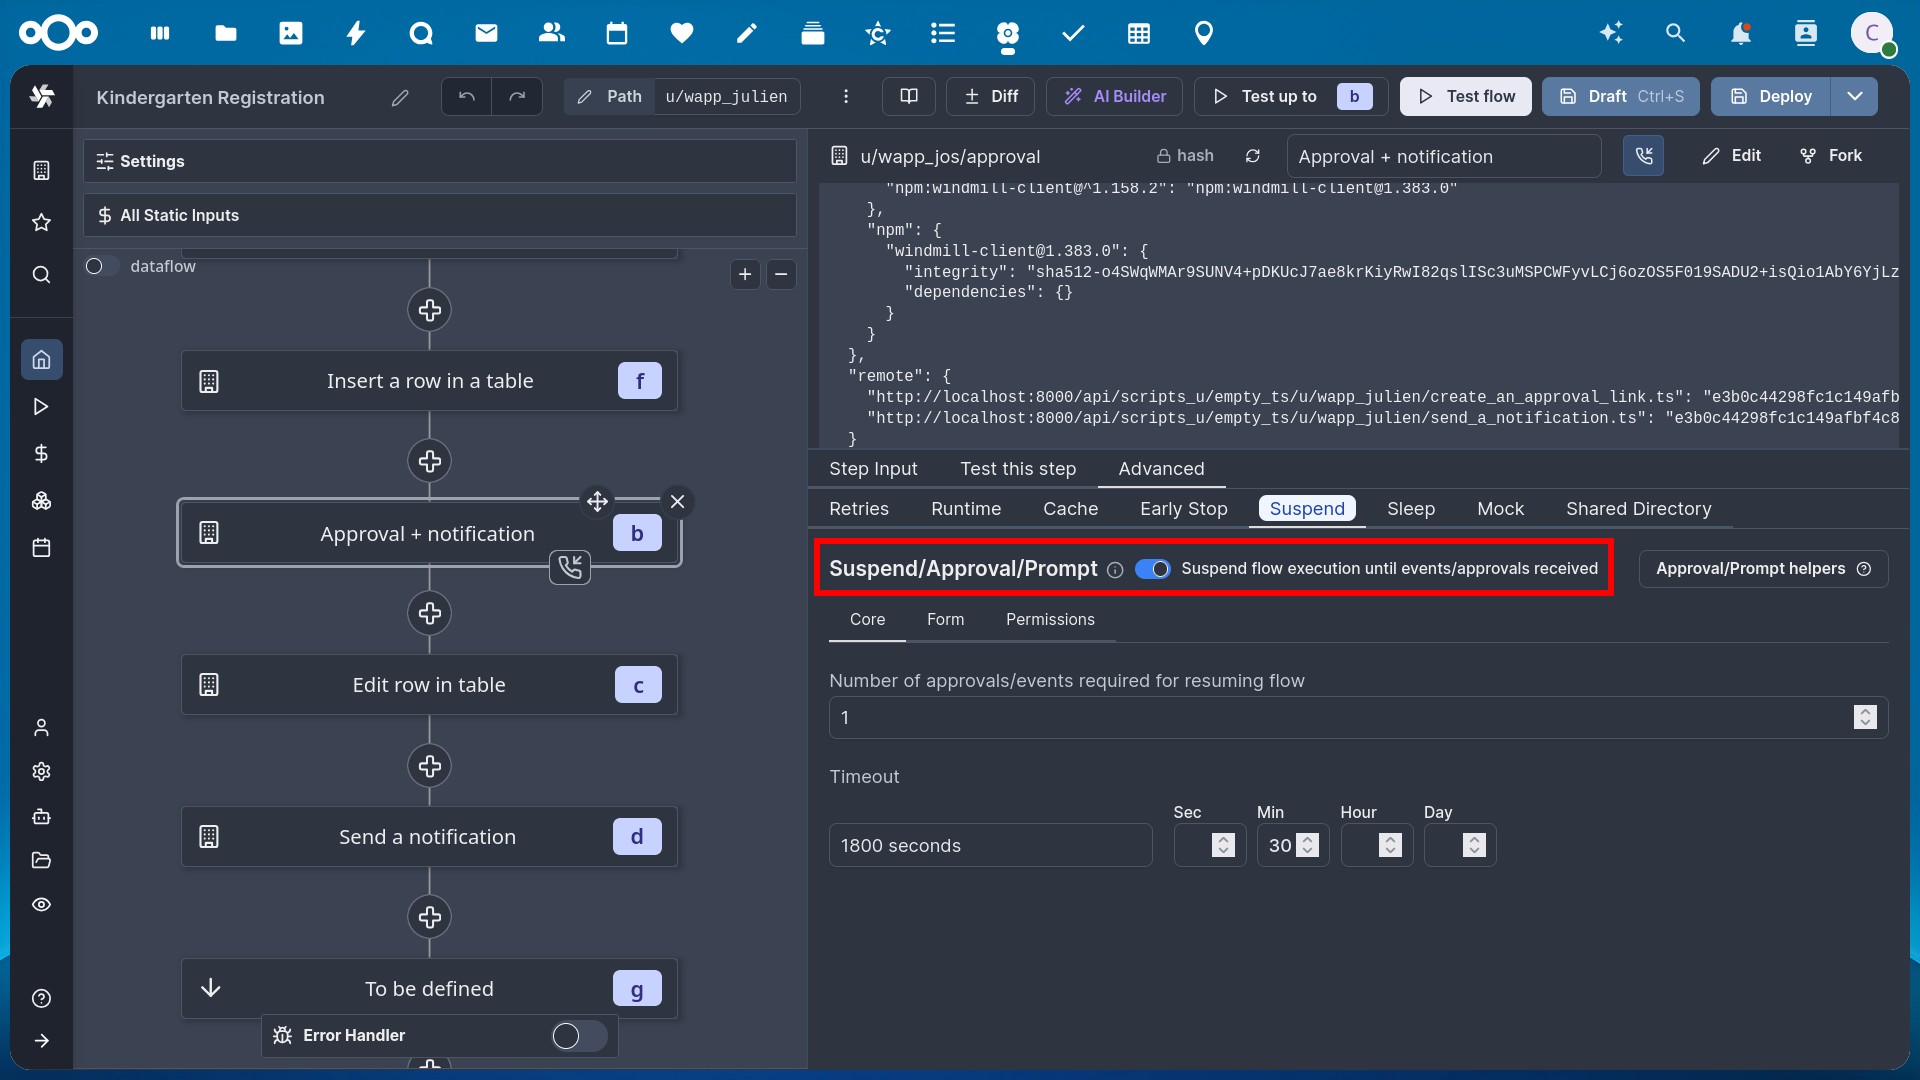 C
Kindergarten Registration
Path
u/wapp_julien
Diff
AI Builder
Test up to
b
Test flow
Draft Ctrl+S
Deploy
Settings
All Static Inputs
dataflow
Insert a row in a table
f
Approval + notification
b
Edit row in table
c
Send a notification
d
To be defined
g
Error Handler
u/wapp_jos/approval
hash
Approval + notification
Edit
Fork
"npm:windmill-client@^1.158.2": "npm:windmill-client@1.383.0"
},
"npm": {
"windmill-client@1.383.0": {
"integrity": "sha512-o4SWqWMAr9SUNV4+pDKUcJ7ae8krKiyRwI82qslISc3uMSPCWFyvLCj6ozOS5F019SADU2+isQio1AbY6YjLz
"dependencies": {}
}
}
},
"remote": {
"http://localhost:8000/api/scripts_u/empty_ts/u/wapp_julien/create_an_approval_link.ts": "e3b0c44298fc1c149afb
"http://localhost:8000/api/scripts_u/empty_ts/u/wapp_julien/send_a_notification.ts": "e3b0c44298fc1c149afbf4c8
}
Step Input
Test this step
Advanced
Retries
Runtime
Cache
Early Stop
Suspend
Sleep
Mock
Shared Directory
Suspend/Approval/Prompt
Suspend flow execution until events/approvals received
Approval/Prompt helpers
Core
Form
Permissions
Number of approvals/events required for resuming flow
1
Timeout
Sec
Min
Hour
Day
1800 seconds
30